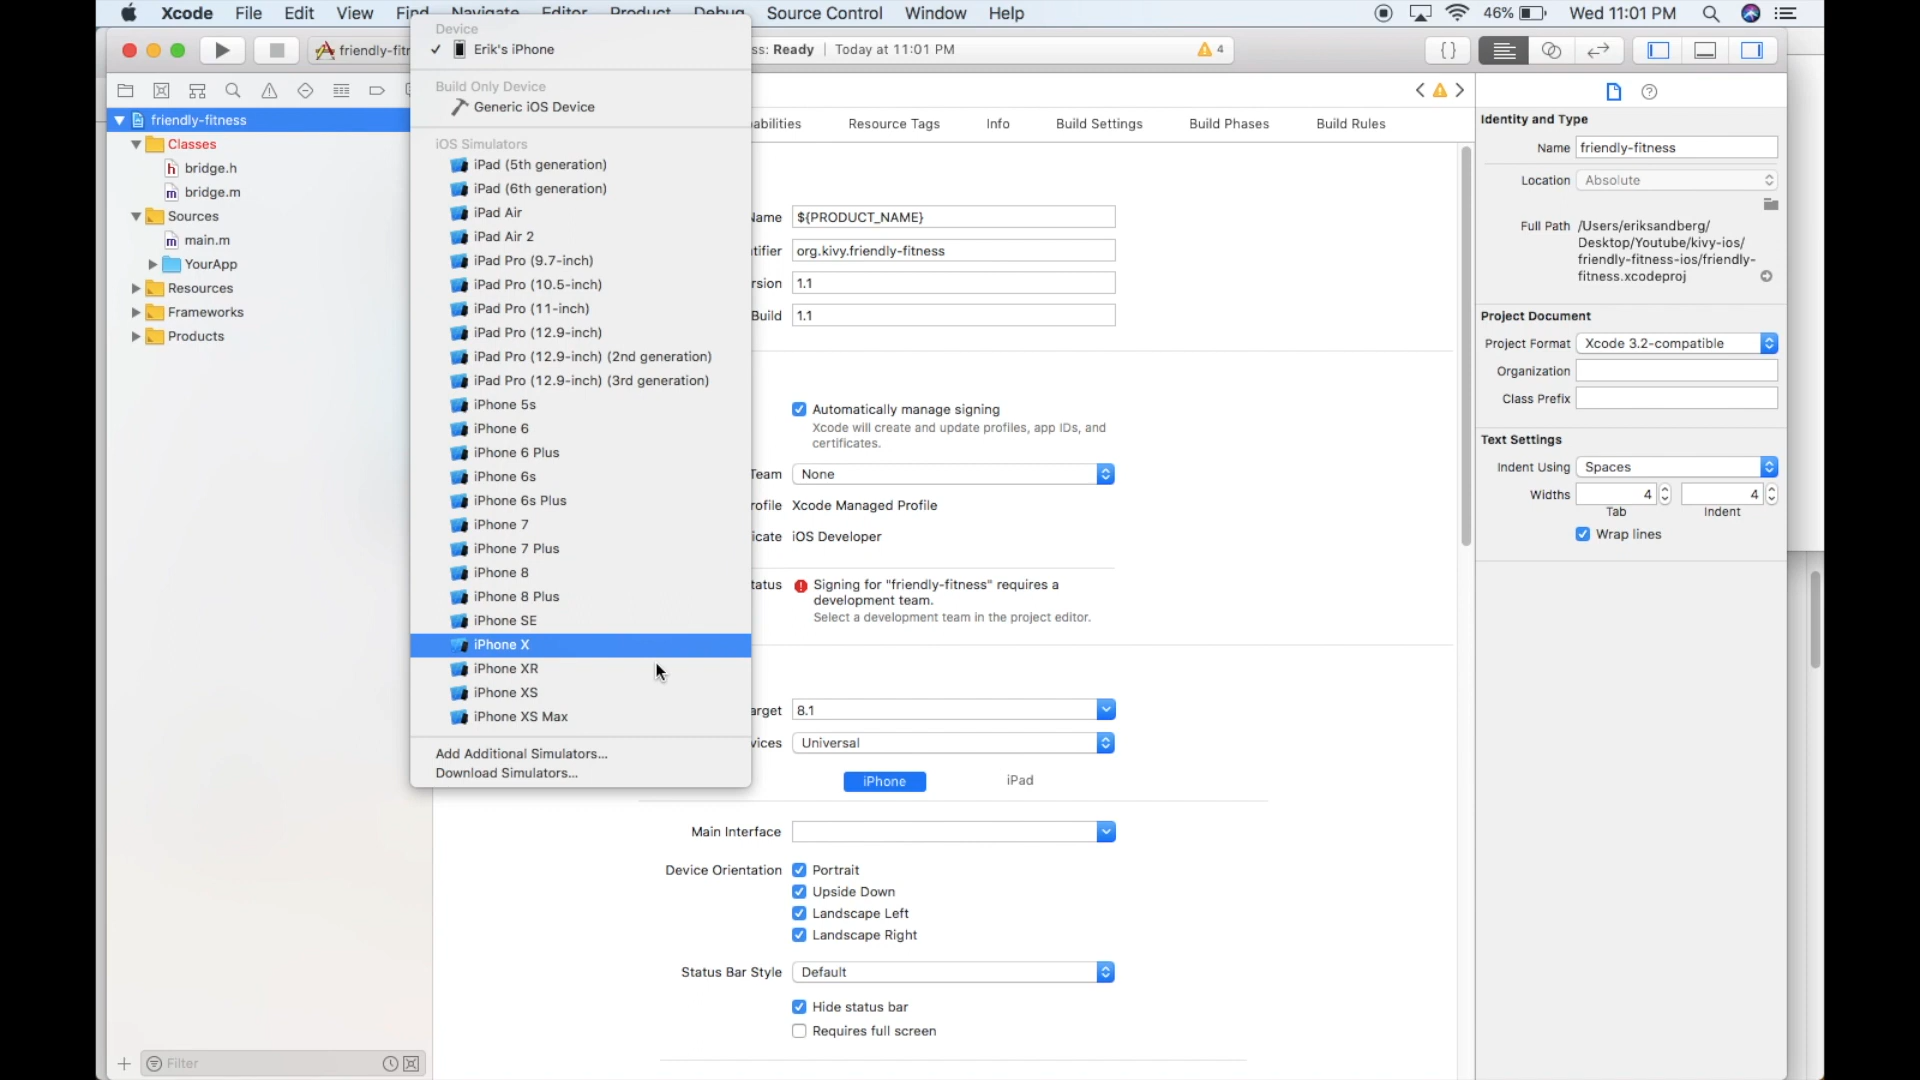 Xcode File Edit View Find Navigate Editor Product Debug Source Control Window Help 46% Wed 11:01 PM
Device
friendly-fitr ✓ Erik's iPhone ss: Ready | Today at 11:01 PM 4
Build Only Device
Generic iOS Device
friendly-fitness
Classes
bridge.h
bridge.m
Sources
main.m
YourApp
Resources
Frameworks
Products
Filter
iOS Simulators
iPad (5th generation)
iPad (6th generation)
iPad Air
iPad Air 2
iPad Pro (9.7-inch)
iPad Pro (10.5-inch)
iPad Pro (11-inch)
iPad Pro (12.9-inch)
iPad Pro (12.9-inch) (2nd generation)
iPad Pro (12.9-inch) (3rd generation)
iPhone 5s
iPhone 6
iPhone 6 Plus
iPhone 6s
iPhone 6s Plus
iPhone 7
iPhone 7 Plus
iPhone 8
iPhone 8 Plus
iPhone SE
iPhone X
iPhone XR
iPhone XS
iPhone XS Max
Add Additional Simulators...
Download Simulators...
abilities Resource Tags Info Build Settings Build Phases Build Rules
Name ${PRODUCT_NAME}
tifier org.kivy.friendly-fitness
rsion 1.1
Build 1.1
Automatically manage signing
Xcode will create and update profiles, app IDs, and
certificates.
Team None
rofile Xcode Managed Profile
icate iOS Developer
tatus Signing for "friendly-fitness" requires a
development team.
Select a development team in the project editor.
arget 8.1
vices Universal
iPhone iPad
Main Interface
Device Orientation Portrait
Upside Down
Landscape Left
Landscape Right
Status Bar Style Default
Hide status bar
Requires full screen
Identity and Type
Name friendly-fitness
Location Absolute
Full Path /Users/eriksandberg/
Desktop/Youtube/kivy-ios/
friendly-fitness-ios/friendly-
fitness.xcodeproj
Project Document
Project Format Xcode 3.2-compatible
Organization
Class Prefix
Text Settings
Indent Using Spaces
Widths 4 4
Tab Indent
Wrap lines